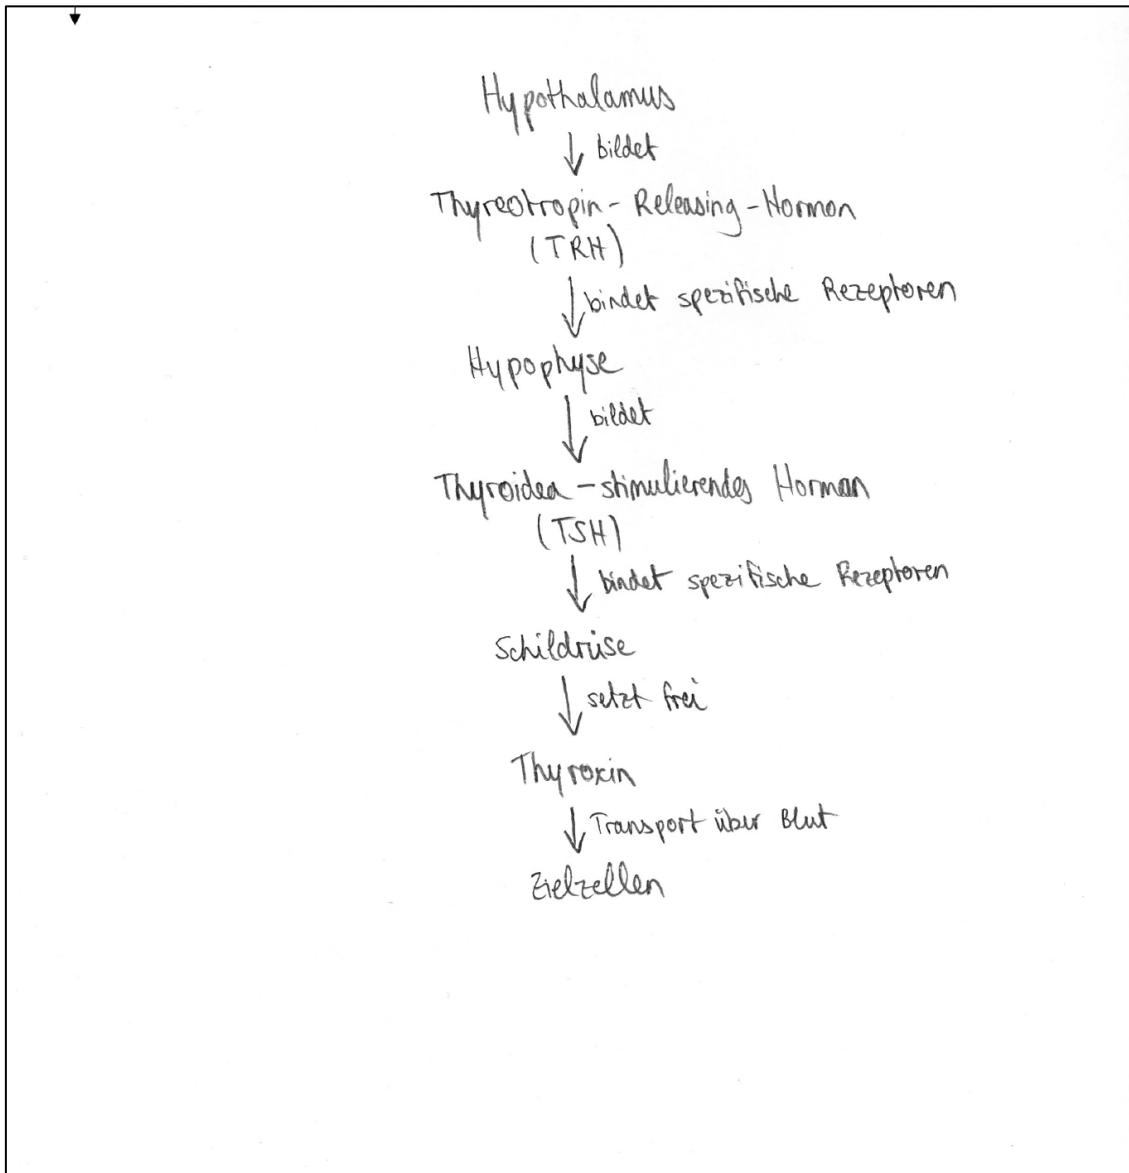 Hypothalamus
bildet
Thyreotropin-Releasing-Hormon
(TRH)
bindet spezifische Rezeptoren
Hypophyse
bildet
Thyroidea-stimulierendes Hormon
(TSH)
bindet spezifische Rezeptoren
Schildrüse
setzt frei
Thyroxin
Transport über Blut
Zielzellen